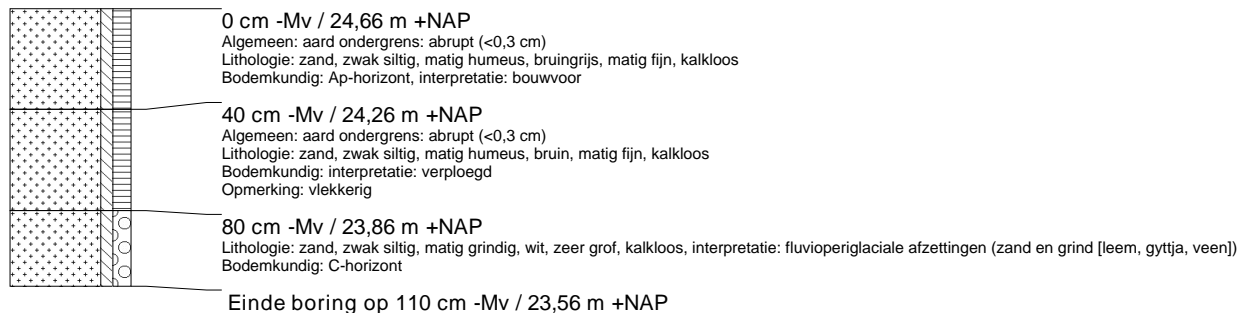 0 cm -Mv / 24,66 m +NAP
Algemeen: aard ondergrens: abrupt (<0,3 cm)
Lithologie: zand, zwak siltig, matig humeus, bruingrijs, matig fijn, kalkloos
Bodemkundig: Ap-horizont, interpretatie: bouwvoor
40 cm -Mv / 24,26 m +NAP
Algemeen: aard ondergrens: abrupt (<0,3 cm)
Lithologie: zand, zwak siltig, matig humeus, bruin, matig fijn, kalkloos
Bodemkundig: interpretatie: verploegd
Opmerking: vlekkerig
80 cm -Mv / 23,86 m +NAP
Lithologie: zand, zwak siltig, matig grindig, wit, zeer grof, kalkloos, interpretatie: fluvioperiglaciale afzettingen (zand en grind [leem, gyttja, veen])
Bodemkundig: C-horizont
Einde boring op 110 cm -Mv / 23,56 m +NAP